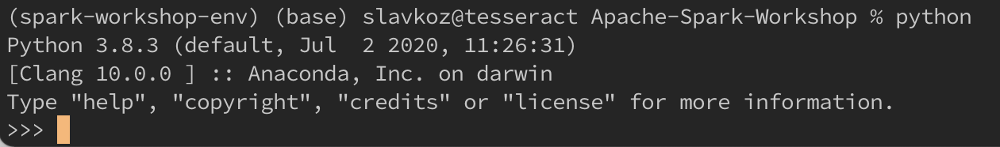 (spark-workshop-env) (base) slavkoz@tesseract Apache-Spark-Workshop % python
Python 3.8.3 (default, Jul  2 2020, 11:26:31)
[Clang 10.0.0 ] :: Anaconda, Inc. on darwin
Type "help", "copyright", "credits" or "license" for more information.
>>>